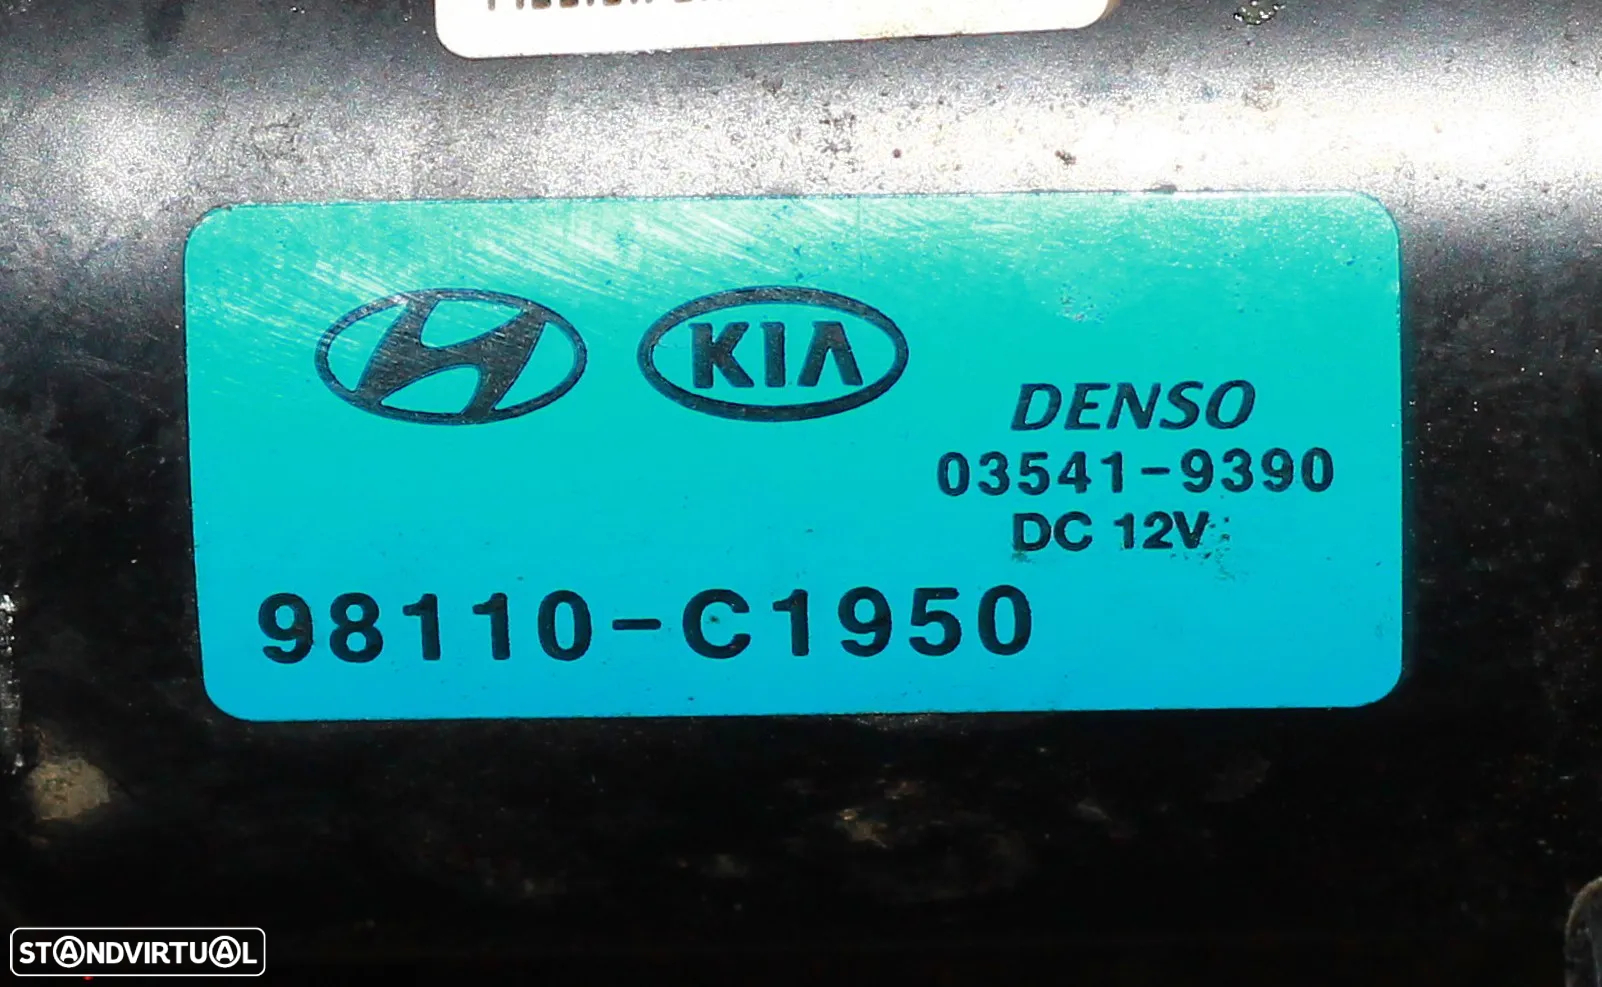 KIA
DENSO
03541-9390
DC 12V
98110-C1950
STANDVIRTUAL